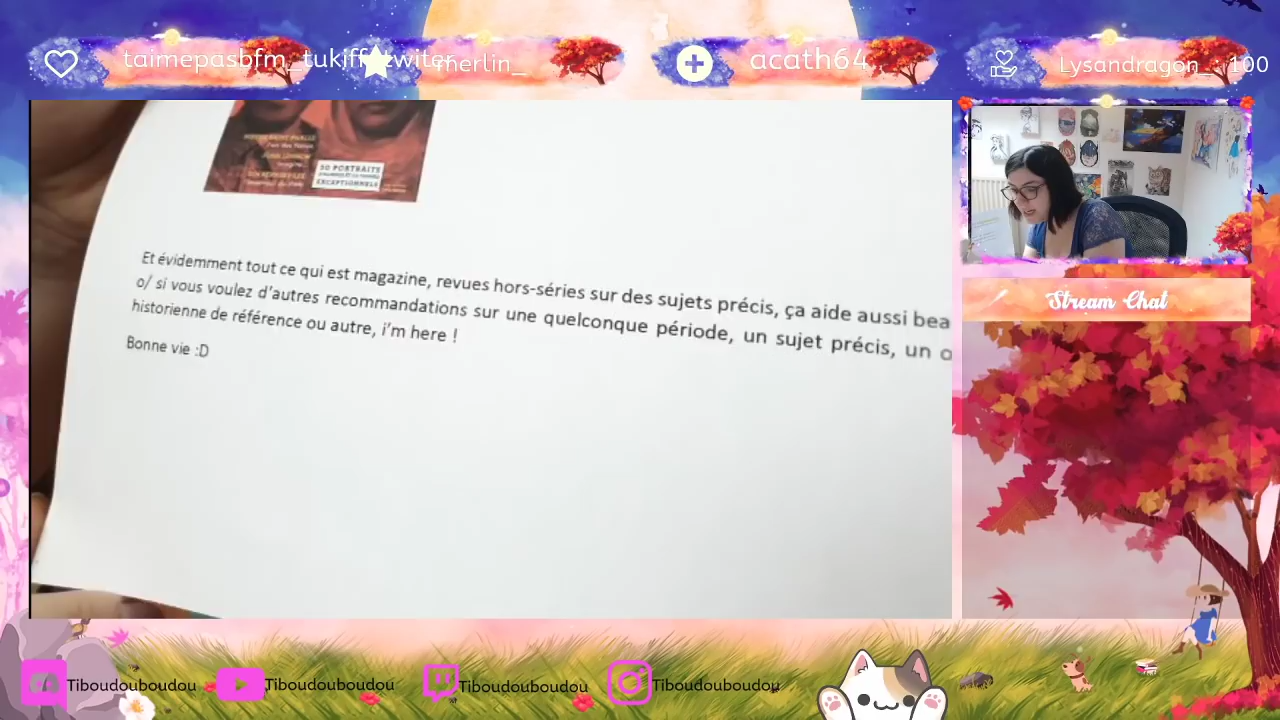 taimepasbfm_tukiffetwiter
merlin_
acath64
Lysandragon_: 100
30 PORTRAITS
EXCEPTIONNELS
Et évidemment tout ce qui est magazine, revues hors-séries sur des sujets précis, ça aide aussi bea
o/ si vous voulez d'autres recommandations sur une quelconque période, un sujet précis, un o
historienne de référence ou autre, i'm here !
Bonne vie :D
Stream Chat
Tiboudouboudou
Tiboudouboudou
Tiboudouboudou
Tiboudouboudou